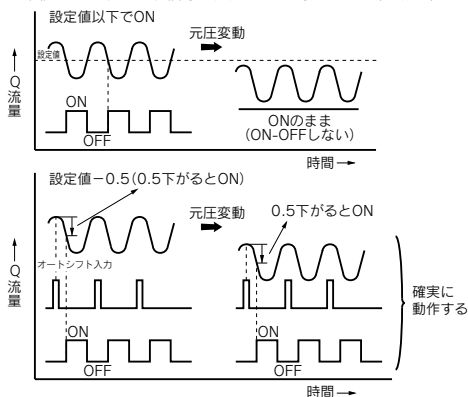 設定値以下でON
元圧変動
設定値
Q
流
量
ON
OFF
ONのまま
(ON-OFFしない)
時間
設定値－0.5(0.5下がるとON)
元圧変動
0.5下がるとON
オートシフト入力
Q
流
量
ON
OFF
ON
OFF
確実に
動作する
時間